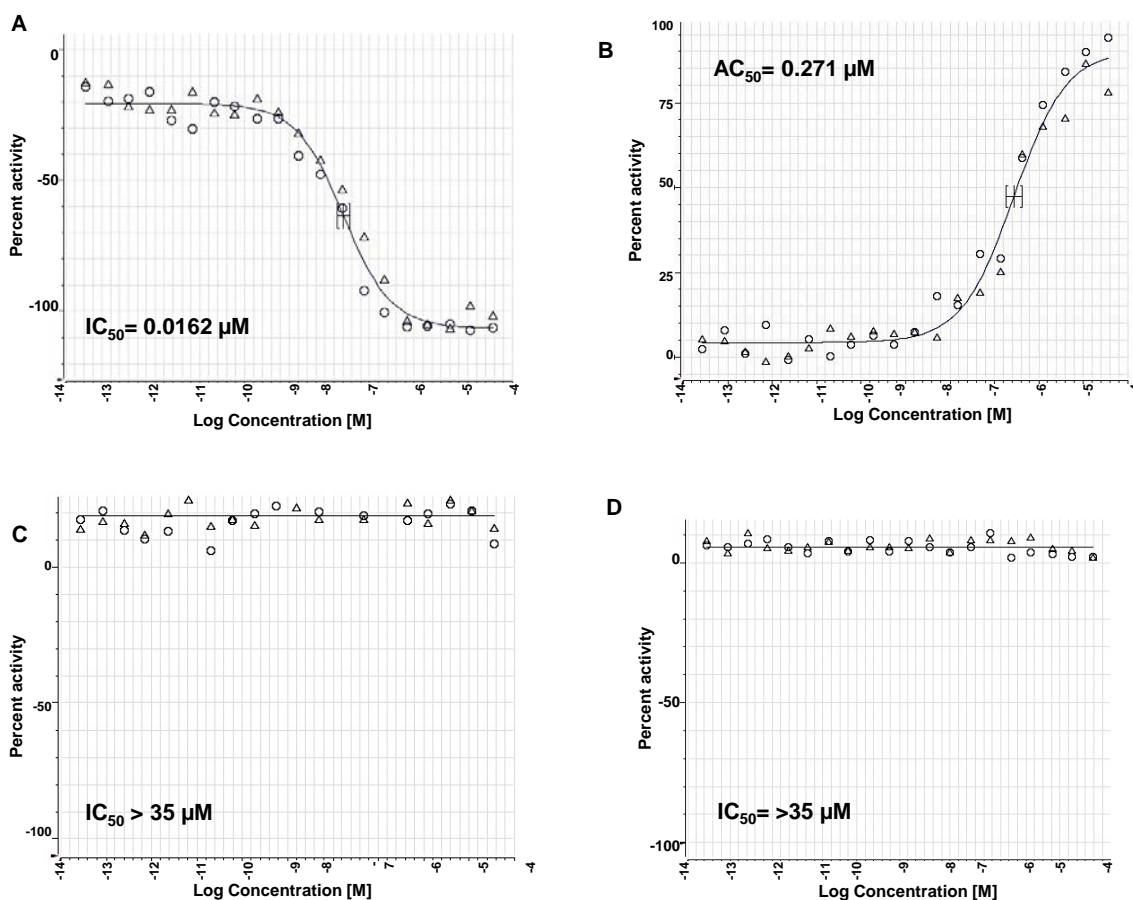 A
0
-50
-100
Percent activity
IC50= 0.0162 µM
-14 -13 -12 -11 -10 -9 -8 -7 -6 -5 -4
Log Concentration [M]
B
100
75
50
25
0
Percent activity
AC50= 0.271 µM
-14 -13 -12 -11 -10 -9 -8 -7 -6 -5 -4
Log Concentration [M]
C
0
-50
-100
Percent activity
IC50 > 35 µM
-14 -13 -12 -11 -10 -9 -8 -7 -6 -5 -4
Log Concentration [M]
D
0
-50
-100
Percent activity
IC50= >35 µM
-14 -13 -12 -11 -10 -9 -8 -7 -6 -5 -4
Log Concentration [M]